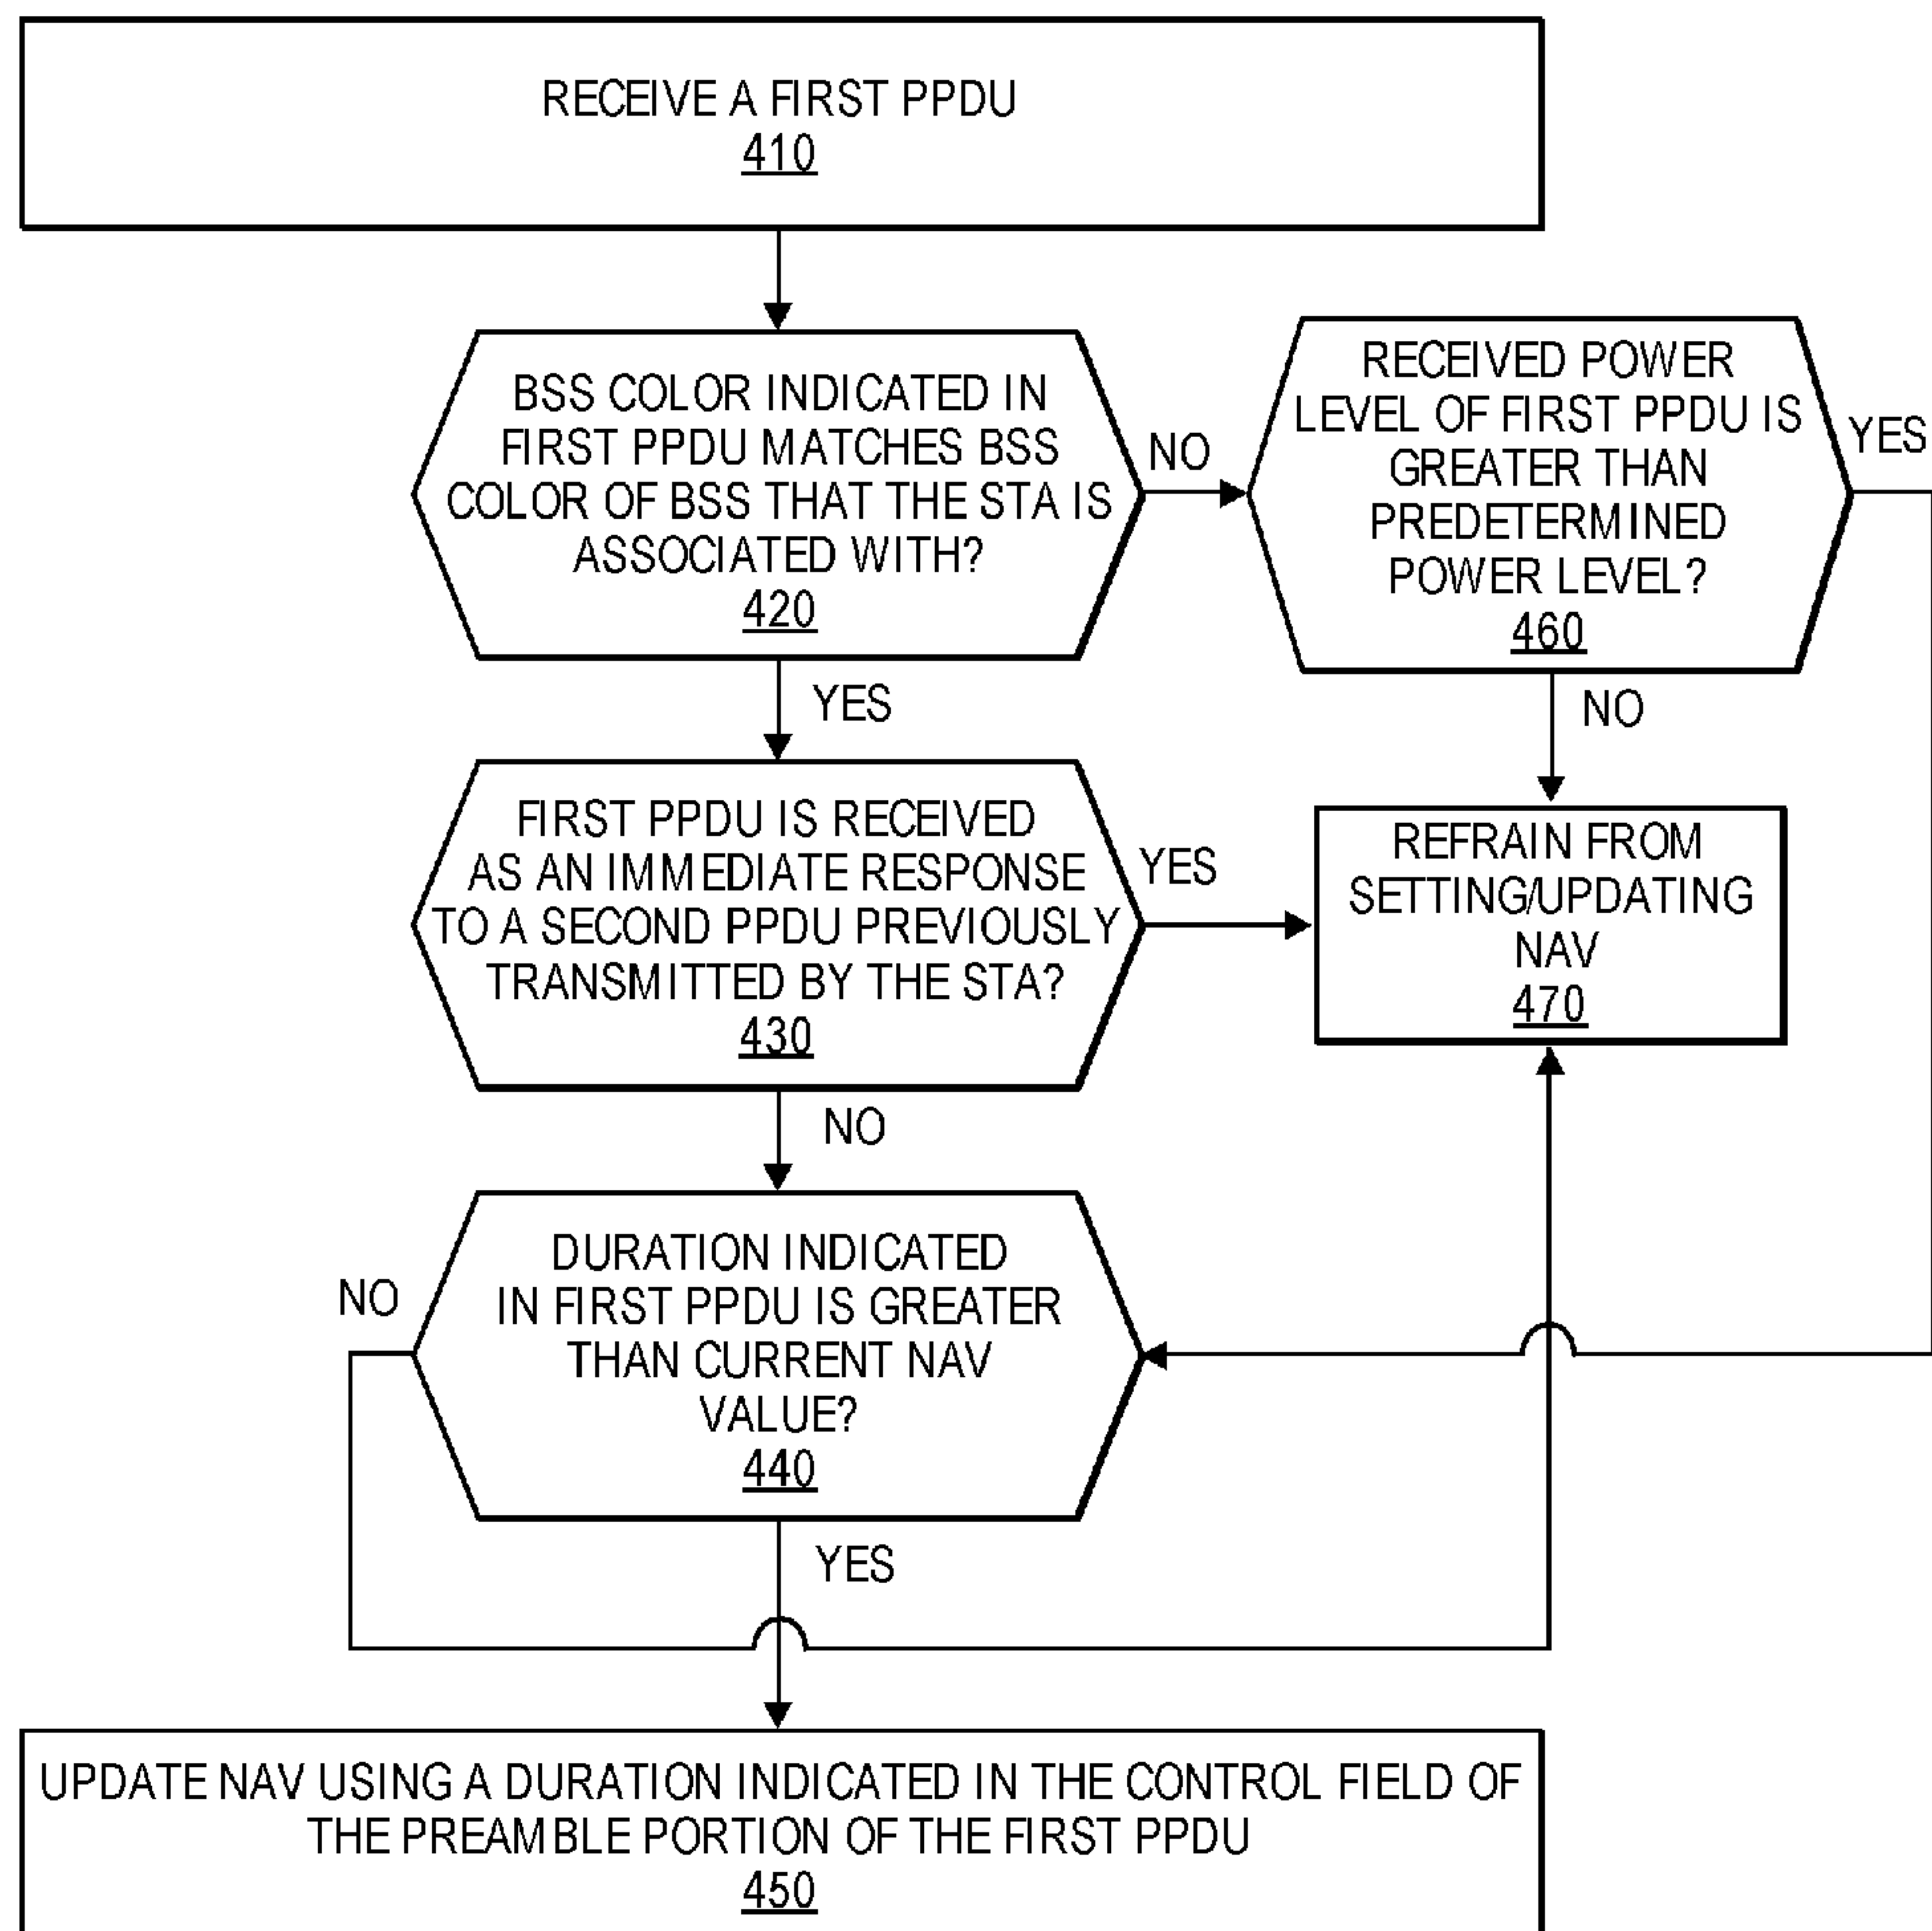 RECEIVE A FIRST PPDU
410
BSS COLOR INDICATED IN
FIRST PPDU MATCHES BSS
COLOR OF BSS THAT THE STA IS
ASSOCIATED WITH?
420
NO
RECEIVED POWER
LEVEL OF FIRST PPDU IS
GREATER THAN
PREDETERMINED
POWER LEVEL?
460
YES
YES
NO
FIRST PPDU IS RECEIVED
AS AN IMMEDIATE RESPONSE
TO A SECOND PPDU PREVIOUSLY
TRANSMITTED BY THE STA?
430
YES
REFRAIN FROM
SETTING/UPDATING
NAV
470
NO
DURATION INDICATED
IN FIRST PPDU IS GREATER
THAN CURRENT NAV
VALUE?
440
NO
YES
UPDATE NAV USING A DURATION INDICATED IN THE CONTROL FIELD OF
THE PREAMBLE PORTION OF THE FIRST PPDU
450